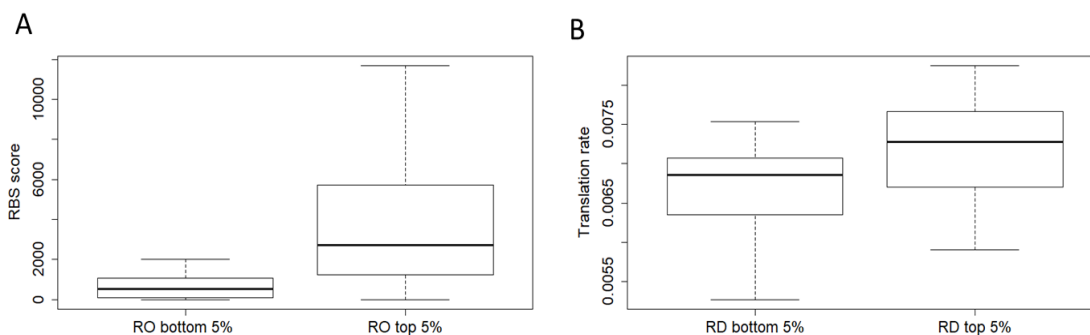 A
RBS score
10000
6000
2000
0
RO bottom 5%
RO top 5%
B
Translation rate
0.0075
0.0065
0.0055
RD bottom 5%
RD top 5%